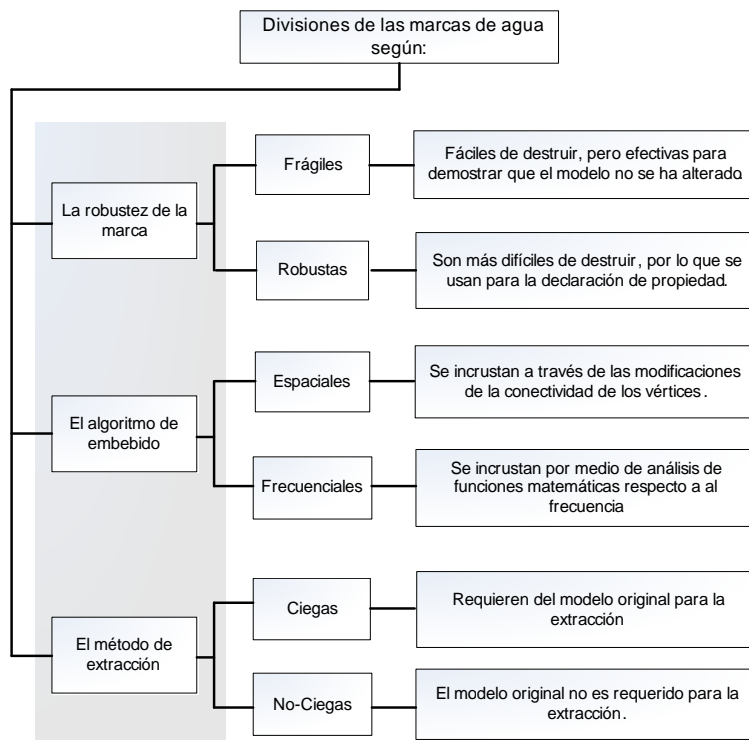 Divisiones de las marcas de agua
según:
La robustez de la
marca
Frágiles
Fáciles de destruir, pero efectivas para
demostrar que el modelo no se ha alterado.
Robustas
Son más difíciles de destruir, por lo que se
usan para la declaración de propiedad.
El algoritmo de
embebido
Espaciales
Se incrustan a través de las modificaciones
de la conectividad de los vértices.
Frecuenciales
Se incrustan por medio de análisis de
funciones matemáticas respecto a al
frecuencia
El método de
extracción
Ciegas
Requieren del modelo original para la
extracción
No-Ciegas
El modelo original no es requerido para la
extracción.